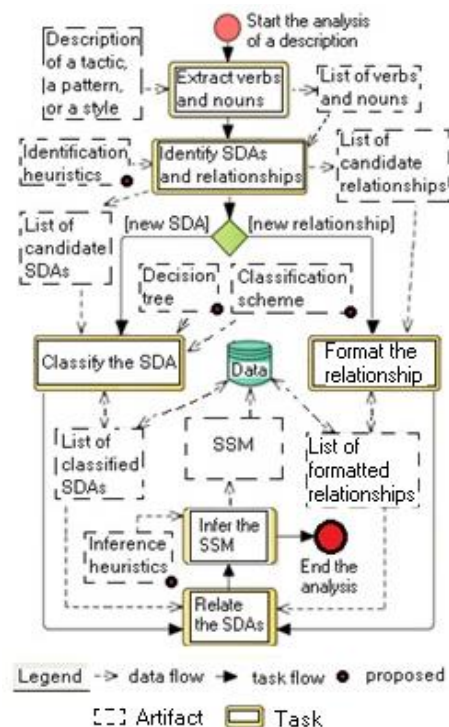 Start the analysis
of a description
Description
of a tactic,
a pattern,
or a style
Extract verbs
and nouns
List of verbs
and nouns
Identification
heuristics
Identify SDAs
and relationships
List of
candidate
relationships
List of
candidate
SDAs
[new SDA]
[new relationship]
Decision
tree
Classification
scheme
Classify the SDA
Data
Format the
relationship
List of
classified
SDAs
SSM
List of
formatted
relationships
Inference
heuristics
Infer the
SSM
End the
analysis
Relate
the SDAs
Legend
data flow
task flow
proposed
Artifact
Task